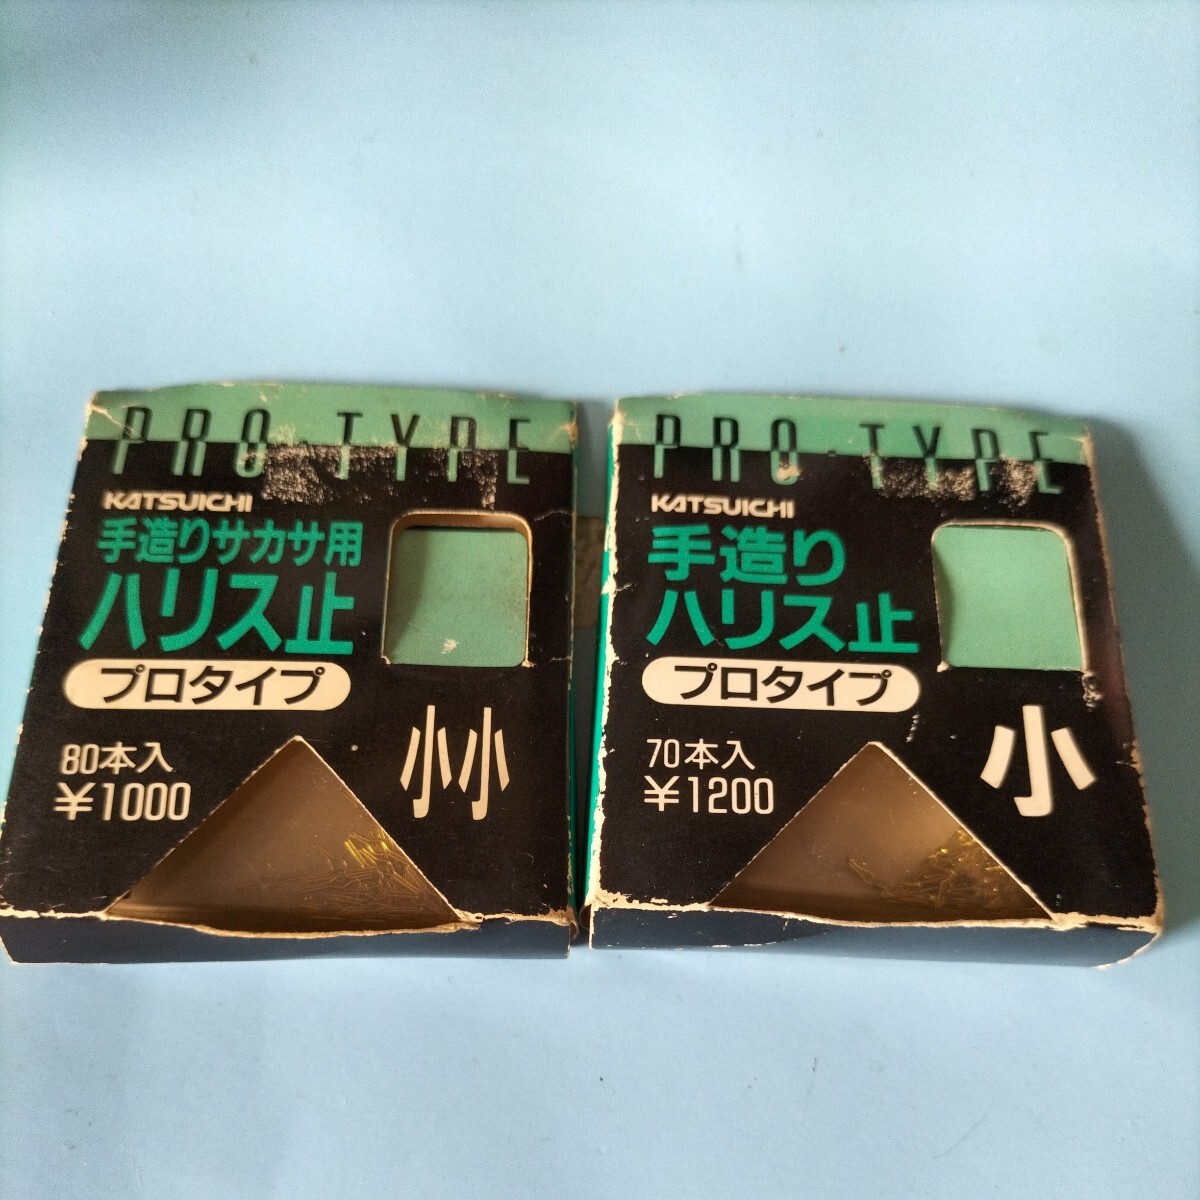 PRO-TYPE
KATSUICHI
手造りサカサ用
ハリス止
プロタイプ
80本入
¥1000
小小
PRO-TYPE
KATSUICHI
手造り
ハリス止
プロタイプ
70本入
¥1200
小